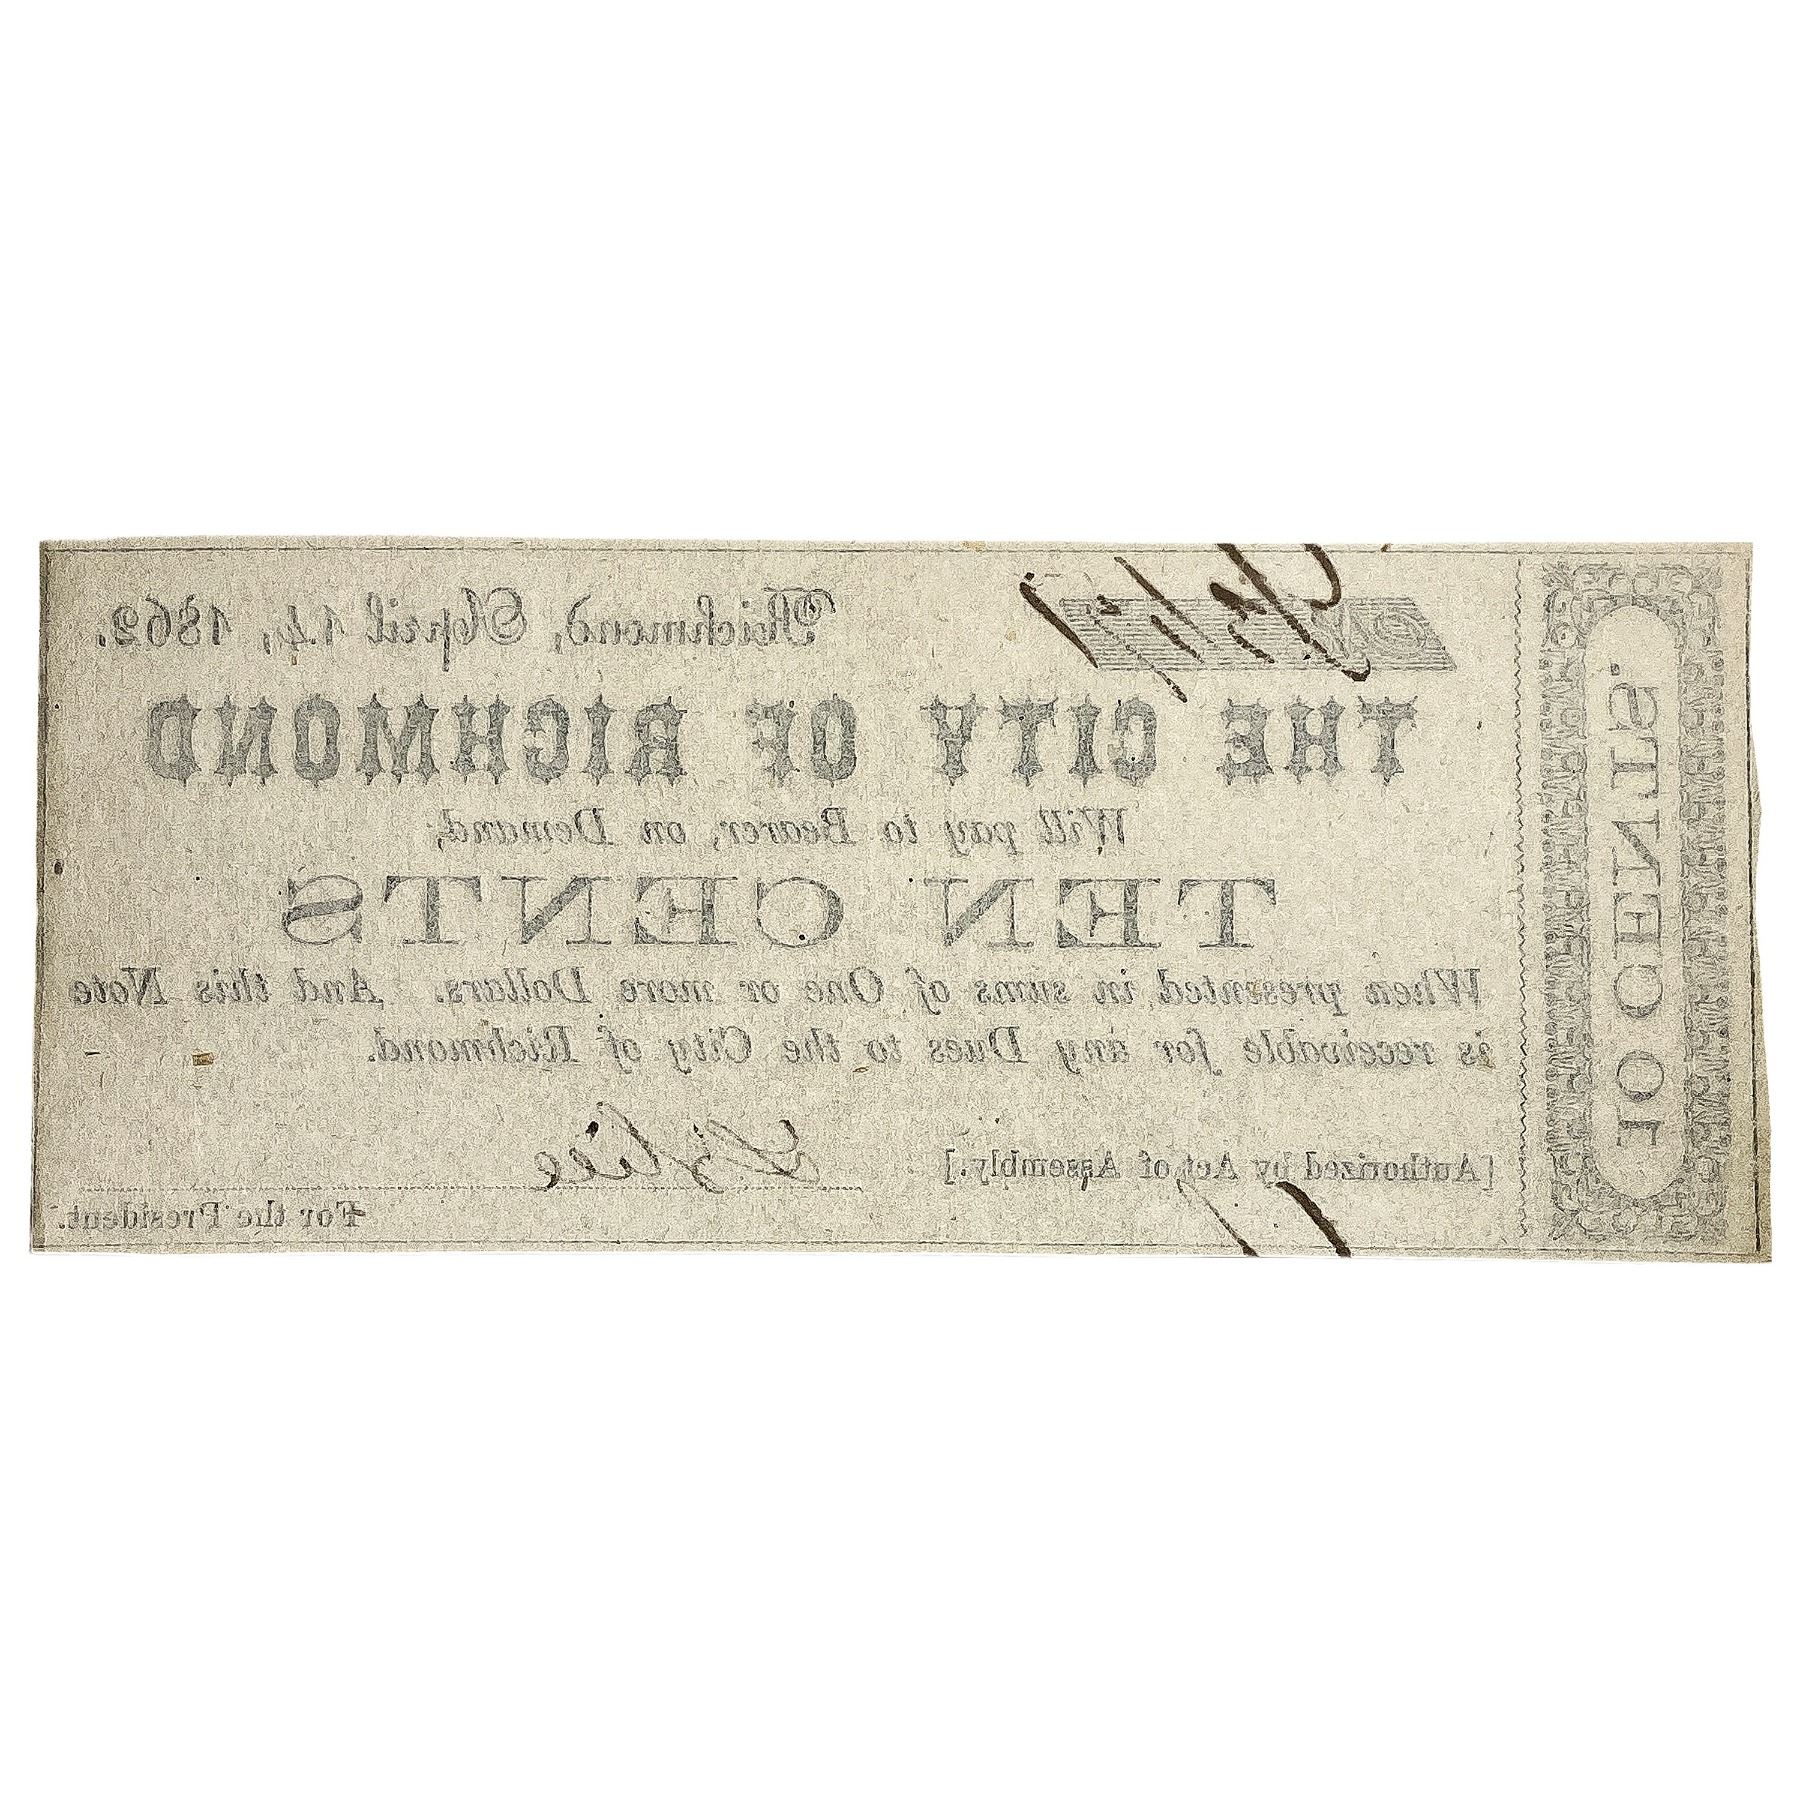 10 CENTS.
Richmond, April 14, 1862.
THE CITY OF RICHMOND
Will pay to Bearer, on Demand,
TEN CENTS
When presented, in sums of One or more Dollars. And this Note
is receivable for any Dues to the City of Richmond.
[Authorized by Act of Assembly.]
For the President.